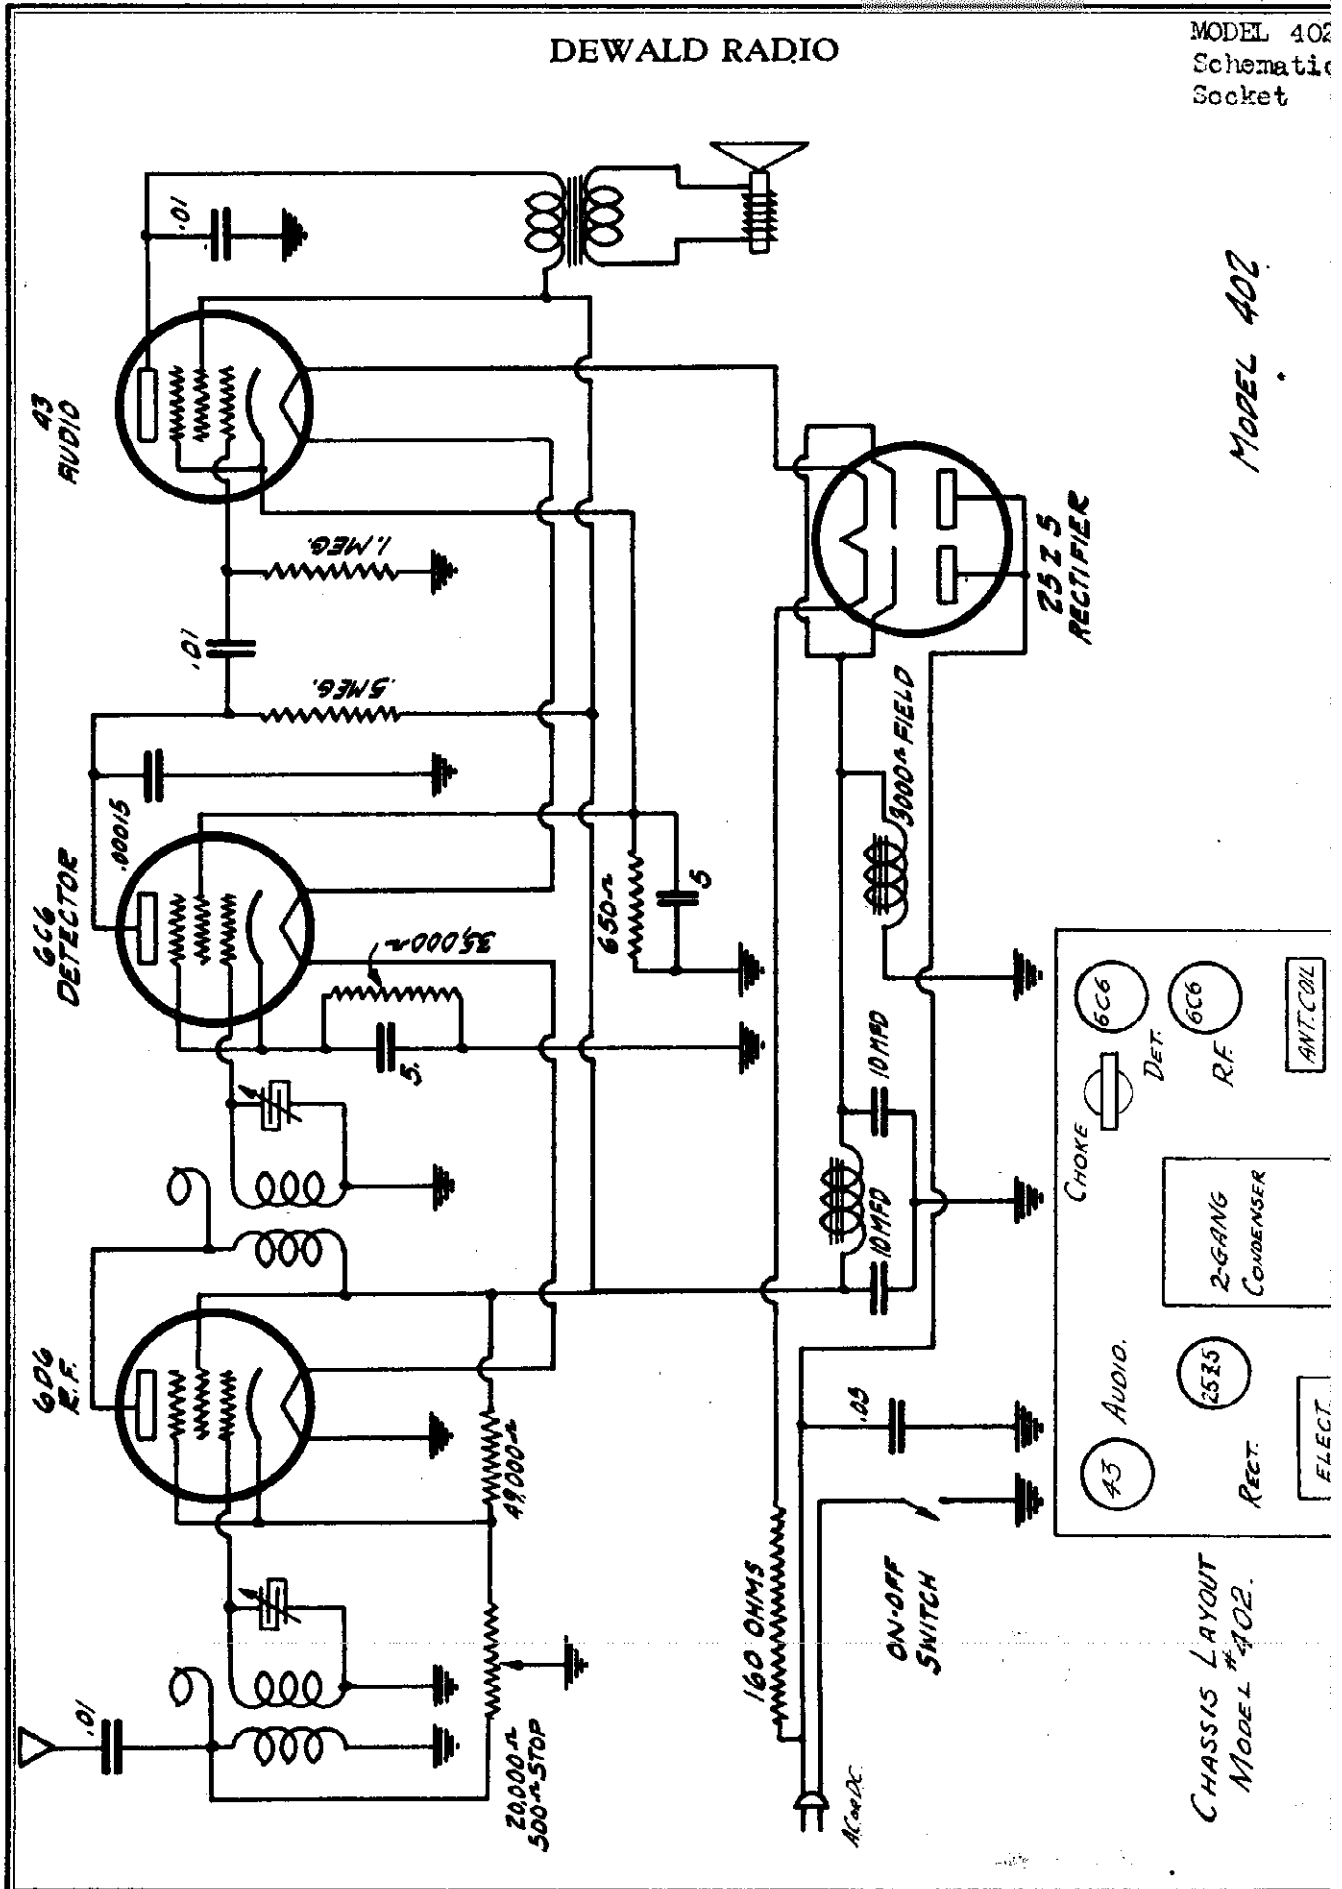 DEWALD RADIO
MODEL 402
Schematic
Socket
6D6
R.F.
6C6
DETECTOR
43
AUDIO
.01
.00015
.01
.01
.5 MEG.
1. MEG.
35,000Ω
5.
650Ω
5
49,000Ω
20,000Ω
500Ω STOP
160 OHMS
AC OR DC
ON-OFF
SWITCH
.05
10 MFD
10 MFD
3000Ω FIELD
25Z5
RECTIFIER
MODEL 402
CHASSIS LAYOUT
MODEL #402.
43
AUDIO.
CHOKE
6C6
DET.
6C6
R.F.
RECT.
25Z5
2-GANG
CONDENSER
ELECT.
ANT. COIL